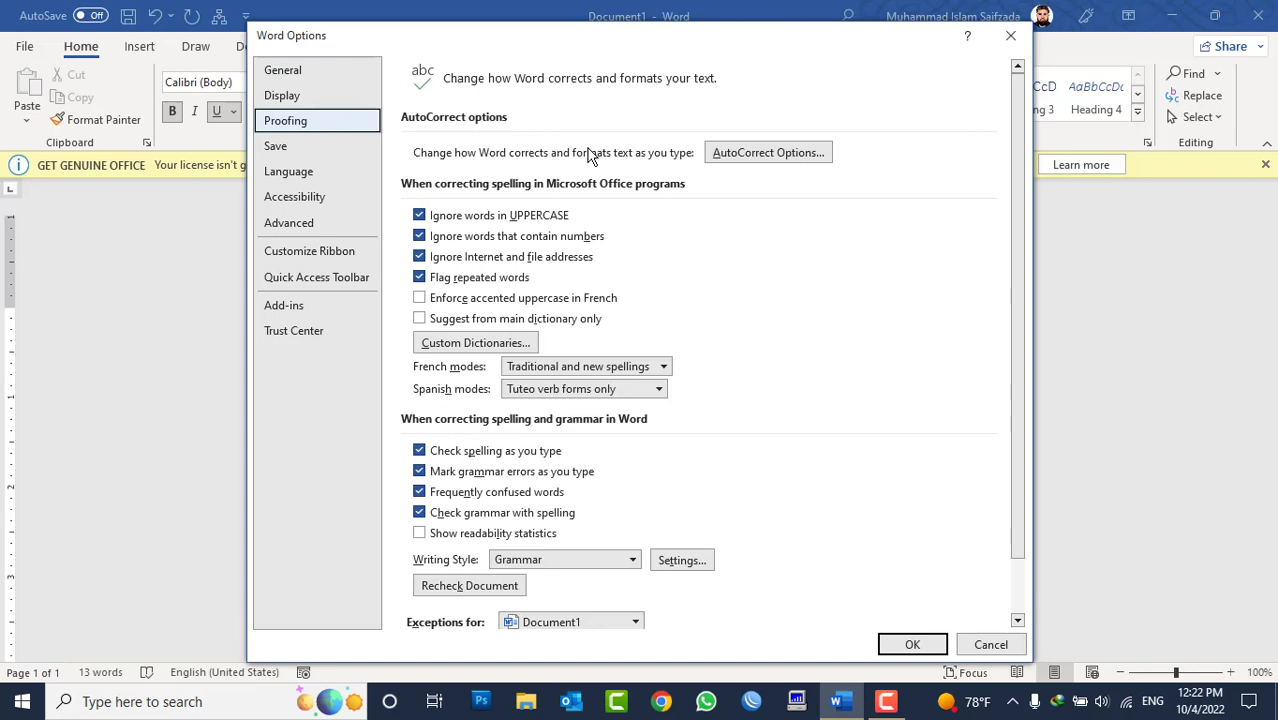 AutoSave
Off
Documents1
Muhammad Islam Saifzada
File
Home
Insert
Draw
Share
Paste
Cut
Copy
Format Painter
Clipboard
Calibri (Body)
B I U
CcD AaBbCcD
ng 3 Heading 4
Find
Replace
Select
Editing
GET GENUINE OFFICE Your license isn't g
Learn more
Word Options
General
Display
Proofing
Save
Language
Accessibility
Advanced
Customize Ribbon
Quick Access Toolbar
Add-ins
Trust Center
abc
Change how Word corrects and formats your text.
AutoCorrect options
Change how Word corrects and formats text as you type: AutoCorrect Options...
When correcting spelling in Microsoft Office programs
Ignore words in UPPERCASE
Ignore words that contain numbers
Ignore Internet and file addresses
Flag repeated words
Enforce accented uppercase in French
Suggest from main dictionary only
Custom Dictionaries...
French modes: Traditional and new spellings
Spanish modes: Tuteo verb forms only
When correcting spelling and grammar in Word
Check spelling as you type
Mark grammar errors as you type
Frequently confused words
Check grammar with spelling
Show readability statistics
Writing Style: Grammar Settings...
Recheck Document
Exceptions for: Document1
OK Cancel
Page 1 of 1 13 words English (United States) Focus 100%
Type here to search
78°F
ENG
12:22 PM
10/4/2022